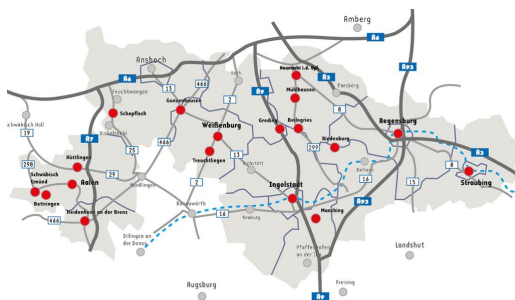 Amberg
A6
A6
Ansbach
466
Roth
A9
Neumarkt i.d. Opf.
A3
A93
Feuchtwangen
13
Mühlhausen
Parsberg
Schopfloch
Gunzenhausen
2
8
Regensburg
Schwäbisch Hall
Weißenburg
Greding
Beilngries
19
A7
Dinkelsbühl
466
Riedenburg
299
25
A3
298
Hüttlingen
Treuchtlingen
13
Eichstätt
8
Schwäbisch
Gmünd
Aalen
29
Nördlingen
2
Kelheim
16
15
Straubing
Bettringen
Ingolstadt
466
Heidenheim an der Brenz
Donauwörth
16
Neuburg
Manching
A93
Dillingen an
der Donau
Pfaffenhofen
an der Ilm
Landshut
Augsburg
Freising
A9